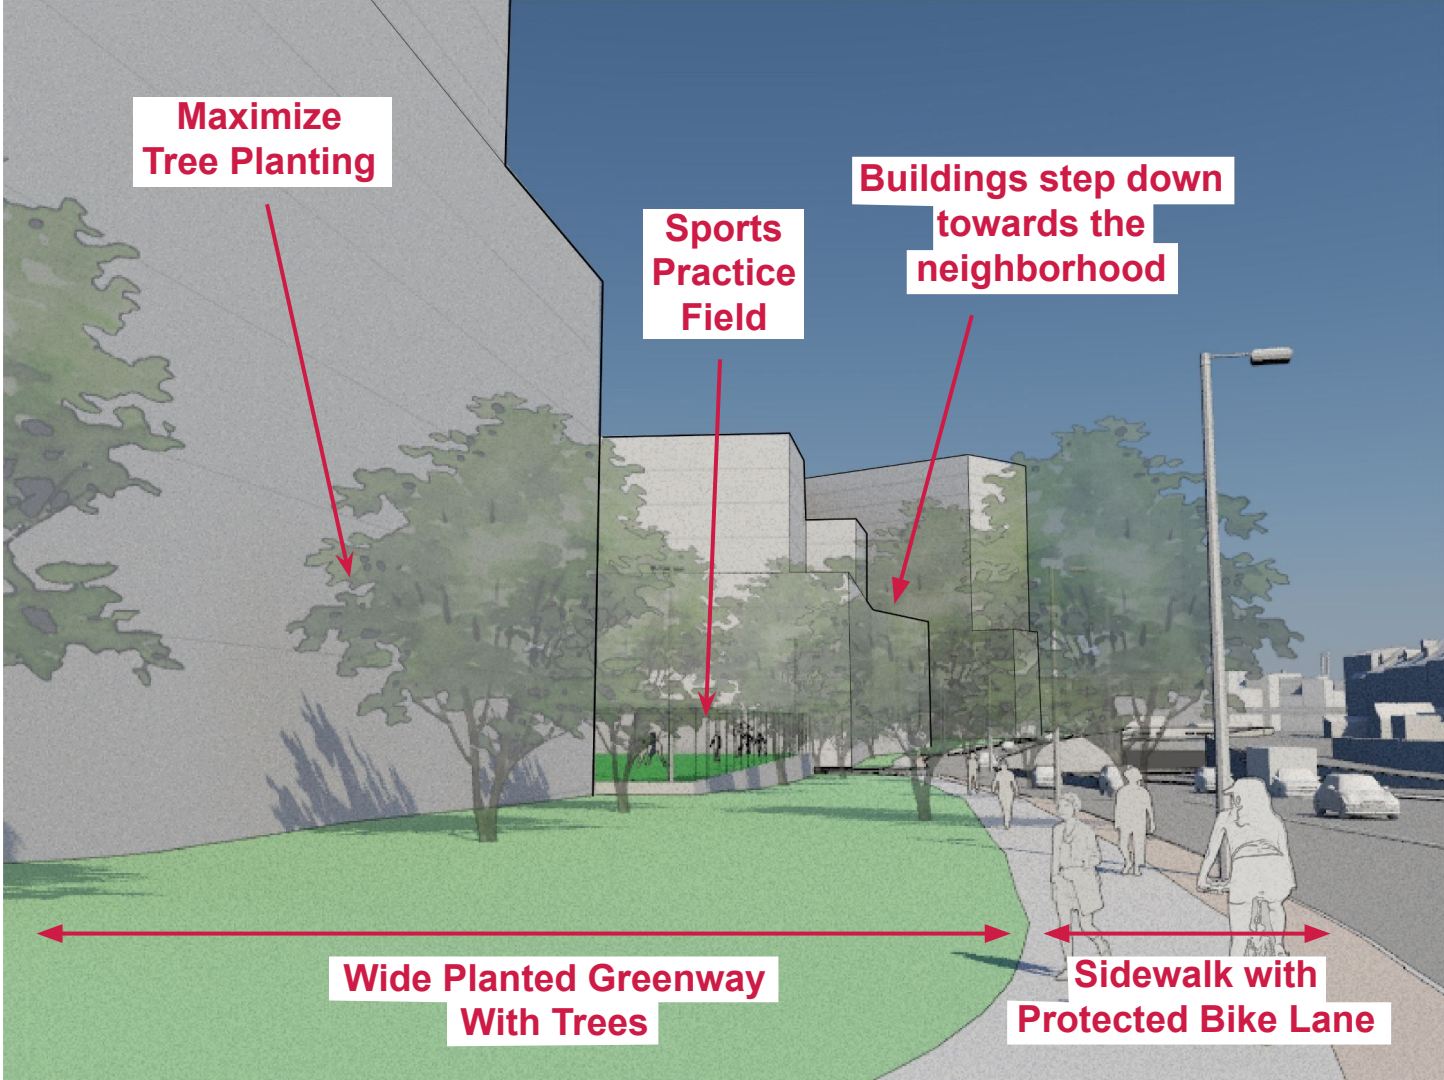 Maximize
Tree Planting
Sports
Practice
Field
Buildings step down
towards the
neighborhood
Wide Planted Greenway
With Trees
Sidewalk with
Protected Bike Lane